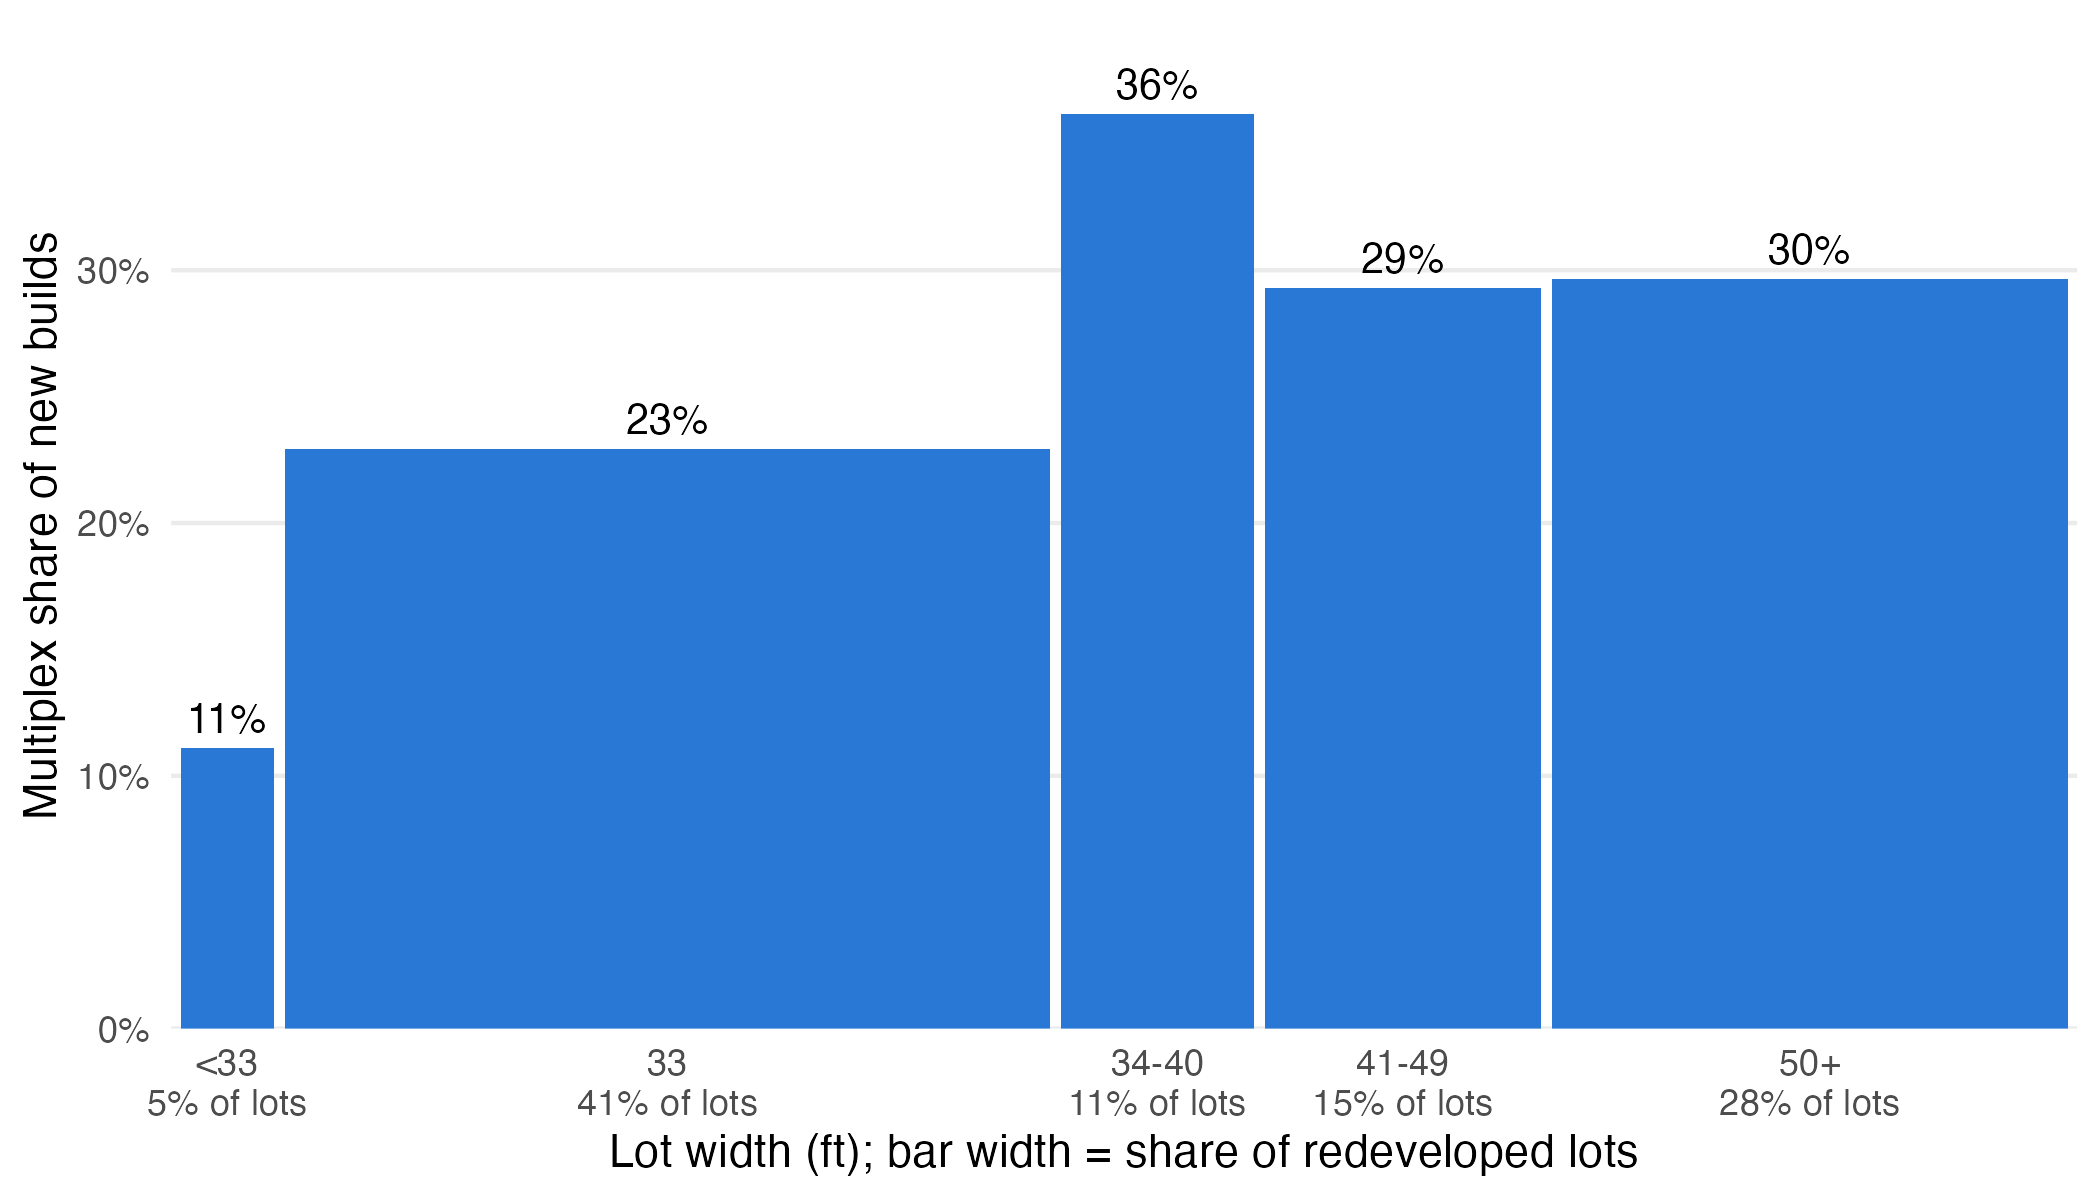 Multiplex share of new builds
36%
30%
29%
30%
23%
20%
11%
10%
0%
<33
33
34-40
41-49
50+
5% of lots
41% of lots
11% of lots
15% of lots
28% of lots
Lot width (ft); bar width = share of redeveloped lots